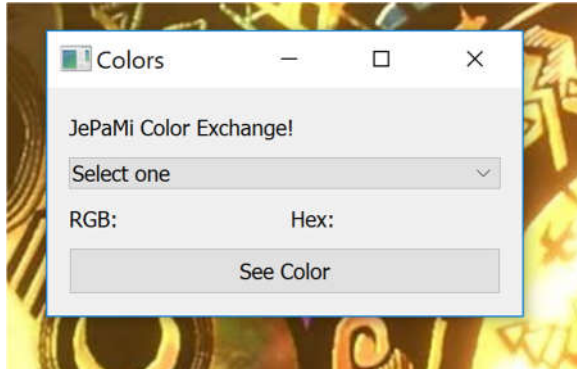 Colors
JePaMi Color Exchange!
Select one
RGB: Hex:
See Color